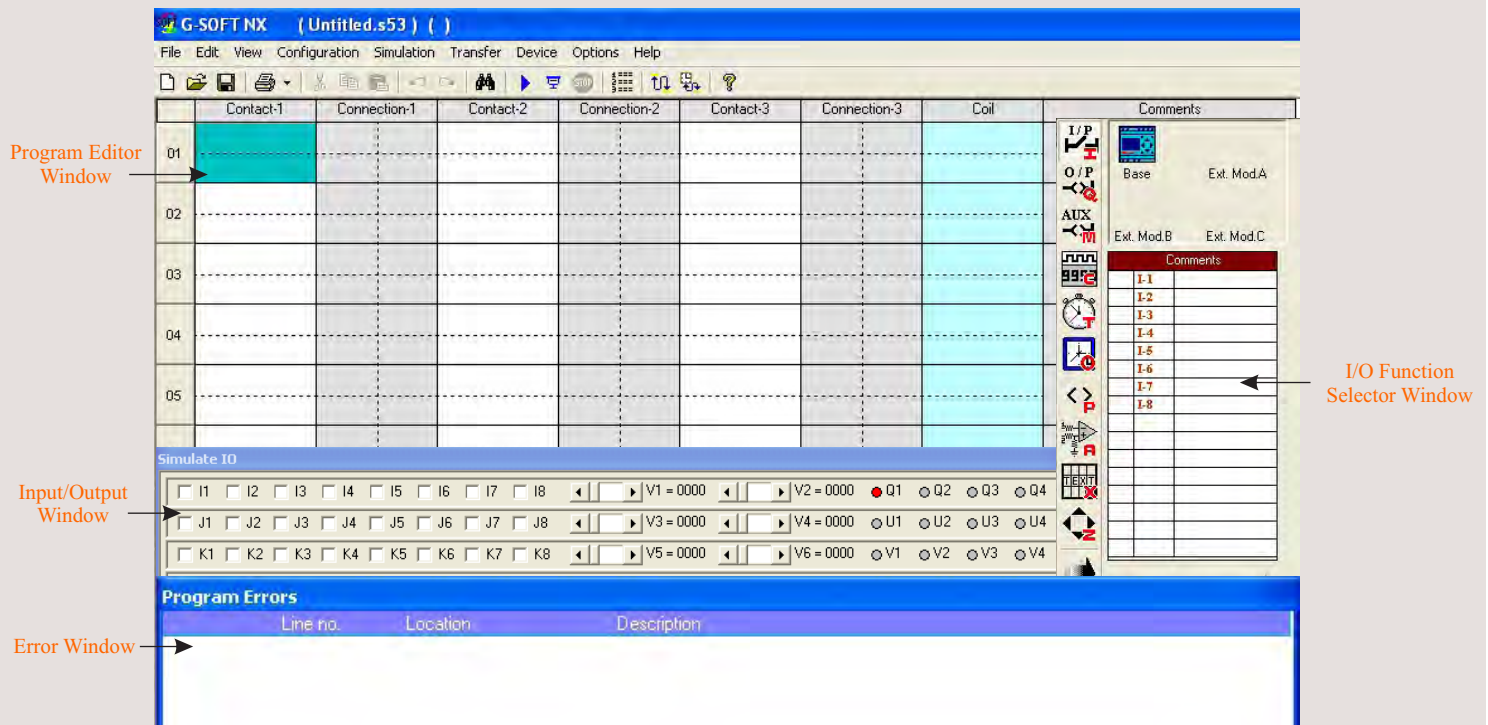 G-SOFT NX ( Untitled.s53 ) ( )
File Edit View Configuration Simulation Transfer Device Options Help
STOP
Contact-1 Connection-1 Contact-2 Connection-2 Contact-3 Connection-3 Coil Comments
Program Editor
Window
01
02
03
04
05
I/P
I
O/P
Q
AUX
M
C
T
P
A
TEXT
X
Z
Base Ext. Mod.A
Ext. Mod.B Ext. Mod.C
Comments
I-1
I-2
I-3
I-4
I-5
I-6
I-7
I-8
I/O Function
Selector Window
Simulate IO
Input/Output
Window
I1 I2 I3 I4 I5 I6 I7 I8 V1 = 0000 V2 = 0000 Q1 Q2 Q3 Q4
J1 J2 J3 J4 J5 J6 J7 J8 V3 = 0000 V4 = 0000 U1 U2 U3 U4
K1 K2 K3 K4 K5 K6 K7 K8 V5 = 0000 V6 = 0000 V1 V2 V3 V4
Program Errors
Line no. Location Description
Error Window